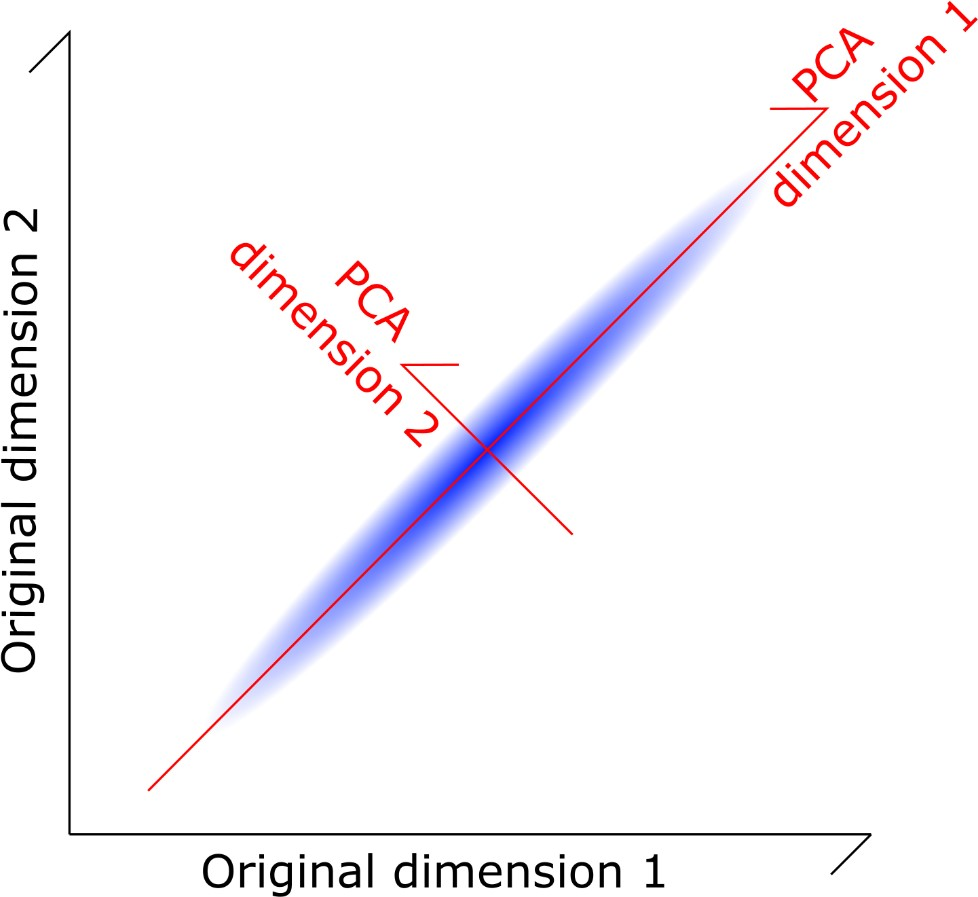 PCA
dimension 1
PCA
dimension 2
Original dimension 2
Original dimension 1